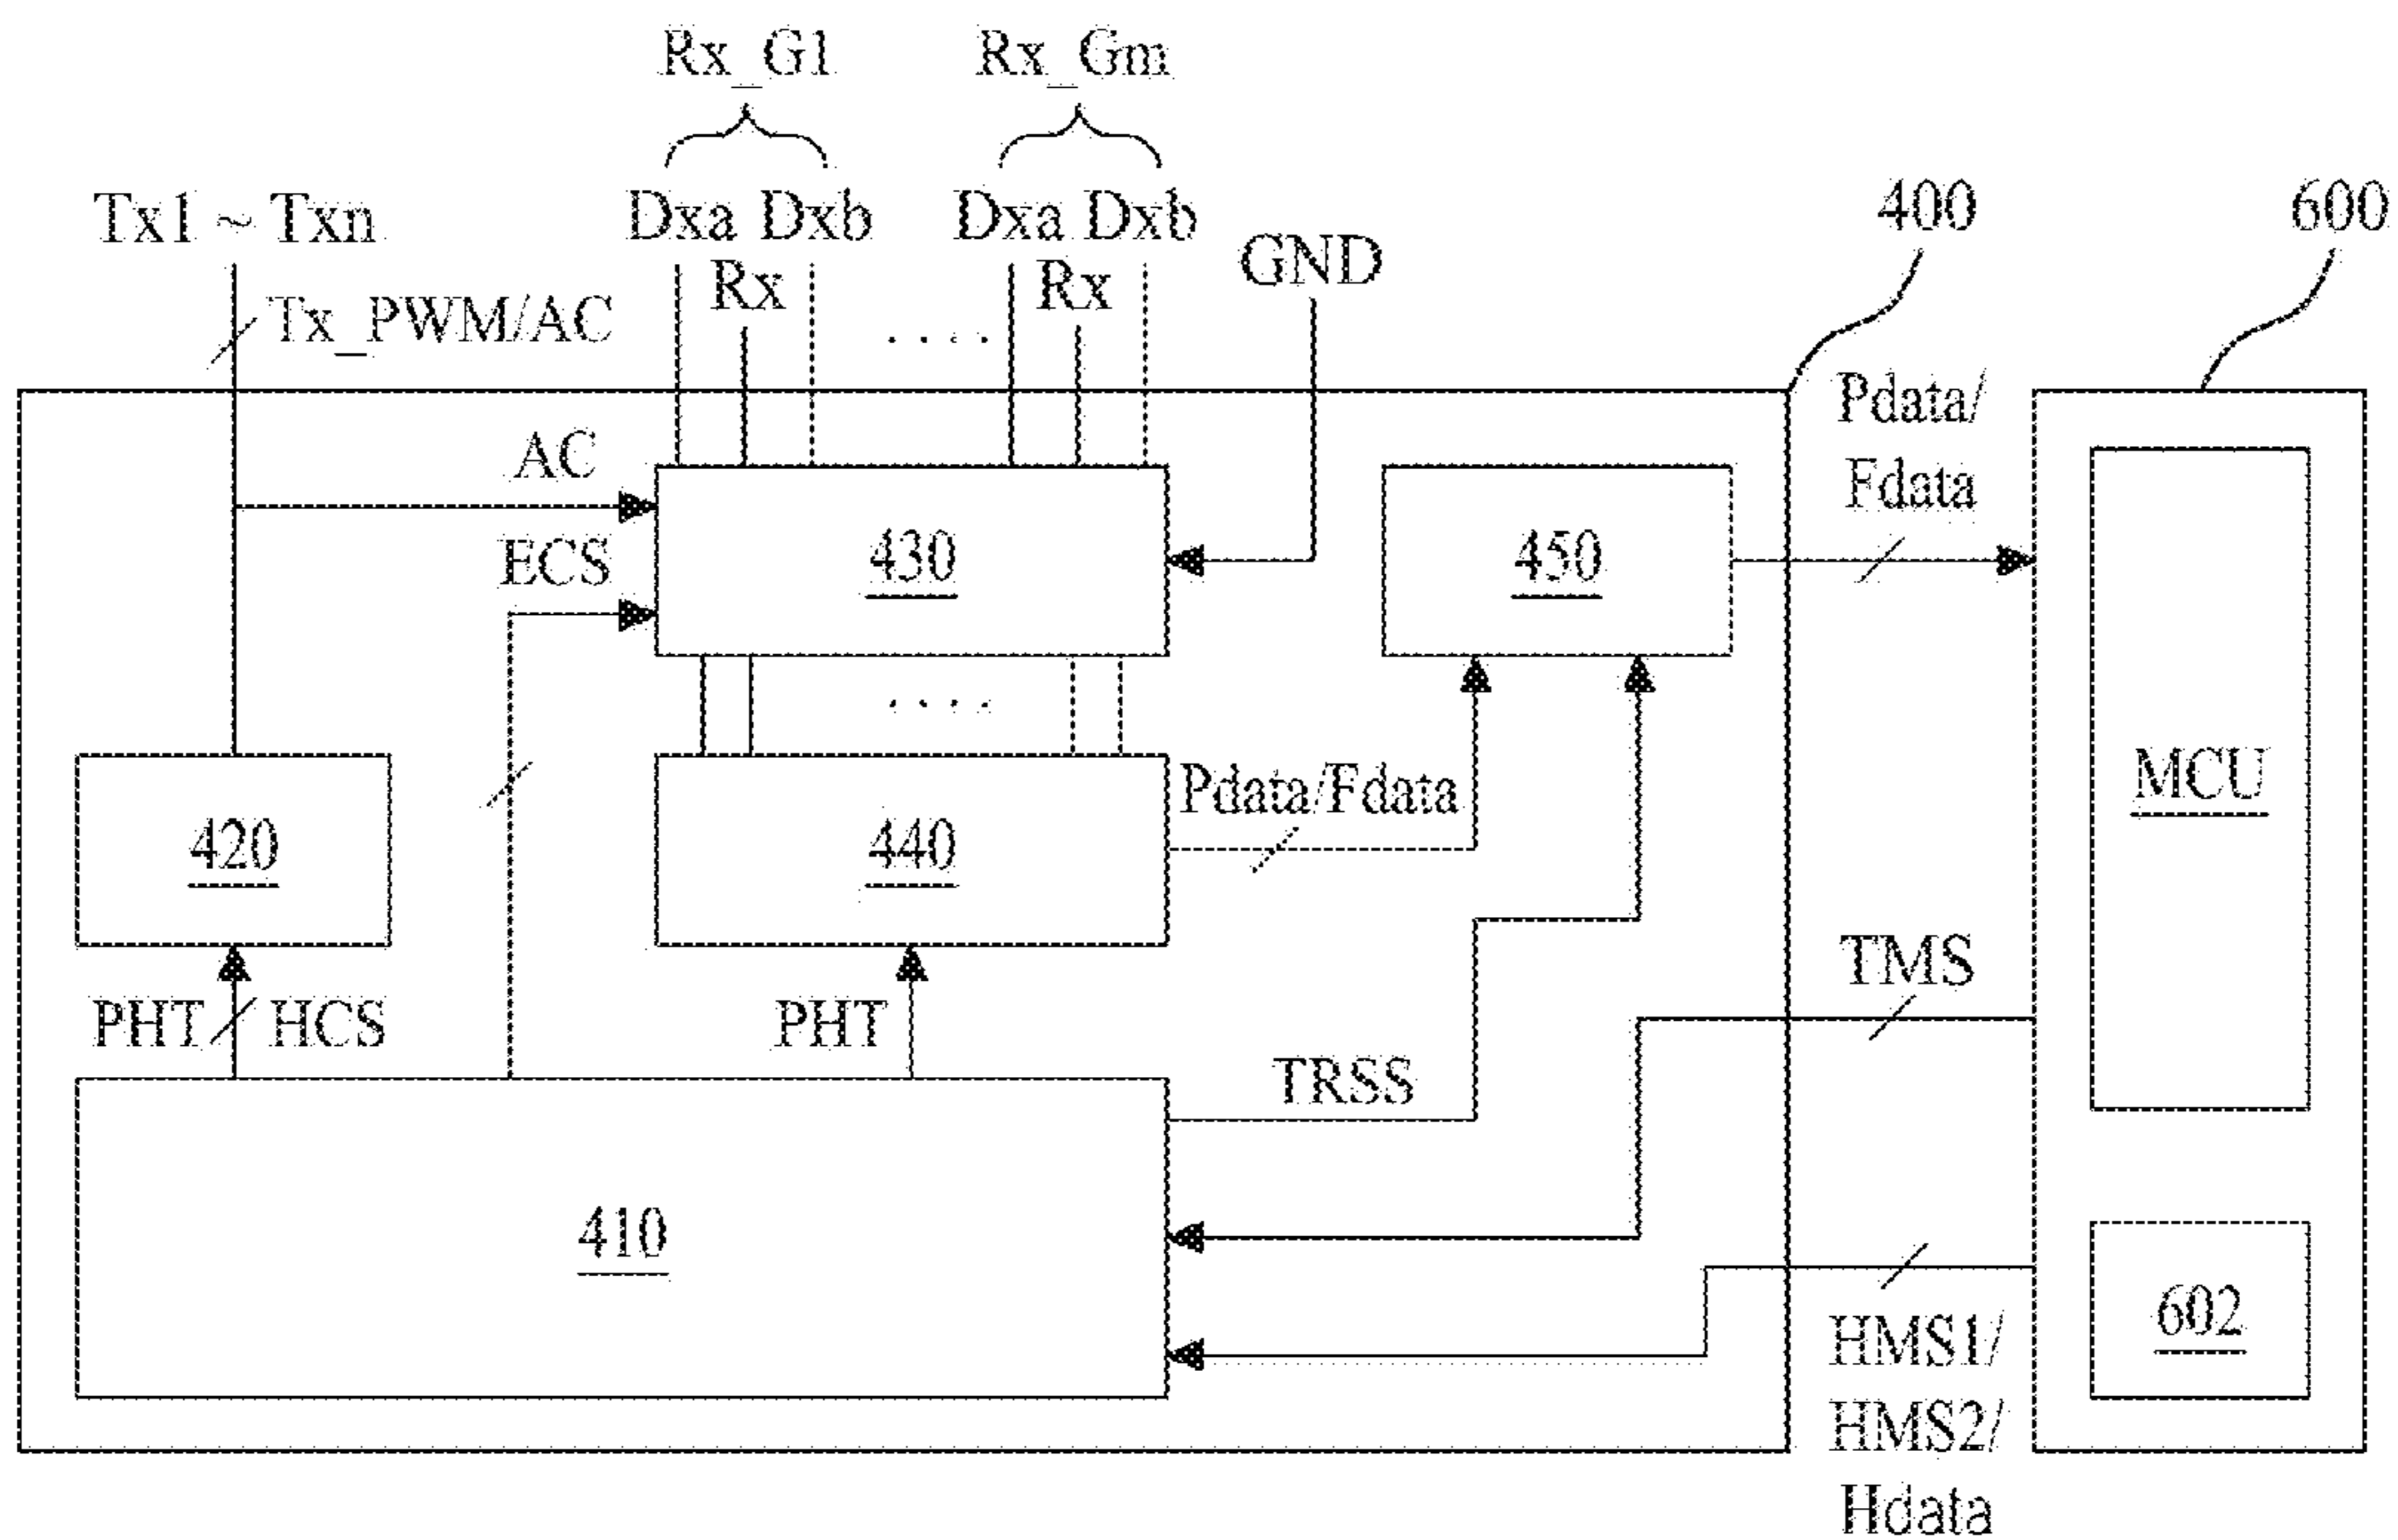 Rx_G1 Rx_Gm
Tx1 ~ Txn Dxa Dxb Dxa Dxb 400 600
Rx Rx GND
Tx_PWM/AC
Pdata/
Fdata
AC
ECS 430 450
MCU
Pdata/Fdata
420 440
TMS
PHT HCS PHT
TRSS
410
602
HMS1/
HMS2/
Hdata